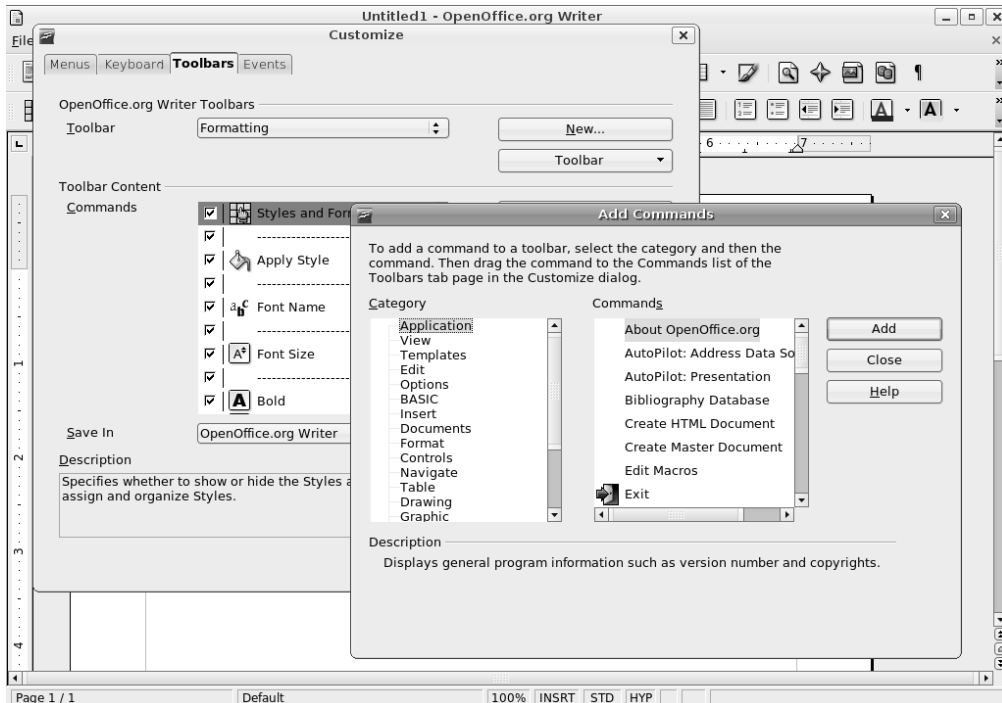 Untitled1 - OpenOffice.org Writer
File
Customize
Menus Keyboard Toolbars Events
OpenOffice.org Writer Toolbars
Toolbar Formatting New...
Toolbar
Toolbar Content
Commands
Styles and For
Apply Style
Font Name
Font Size
Bold
Save In OpenOffice.org Writer
Description
Specifies whether to show or hide the Styles a
assign and organize Styles.
Add Commands
To add a command to a toolbar, select the category and then the
command. Then drag the command to the Commands list of the
Toolbars tab page in the Customize dialog.
Category
Application
View
Templates
Edit
Options
BASIC
Insert
Documents
Format
Controls
Navigate
Table
Drawing
Graphic
Commands
About OpenOffice.org
AutoPilot: Address Data So
AutoPilot: Presentation
Bibliography Database
Create HTML Document
Create Master Document
Edit Macros
Exit
Add
Close
Help
Description
Displays general program information such as version number and copyrights.
6 7
1
2
3
4
Page 1 / 1 Default 100% INSRT STD HYP